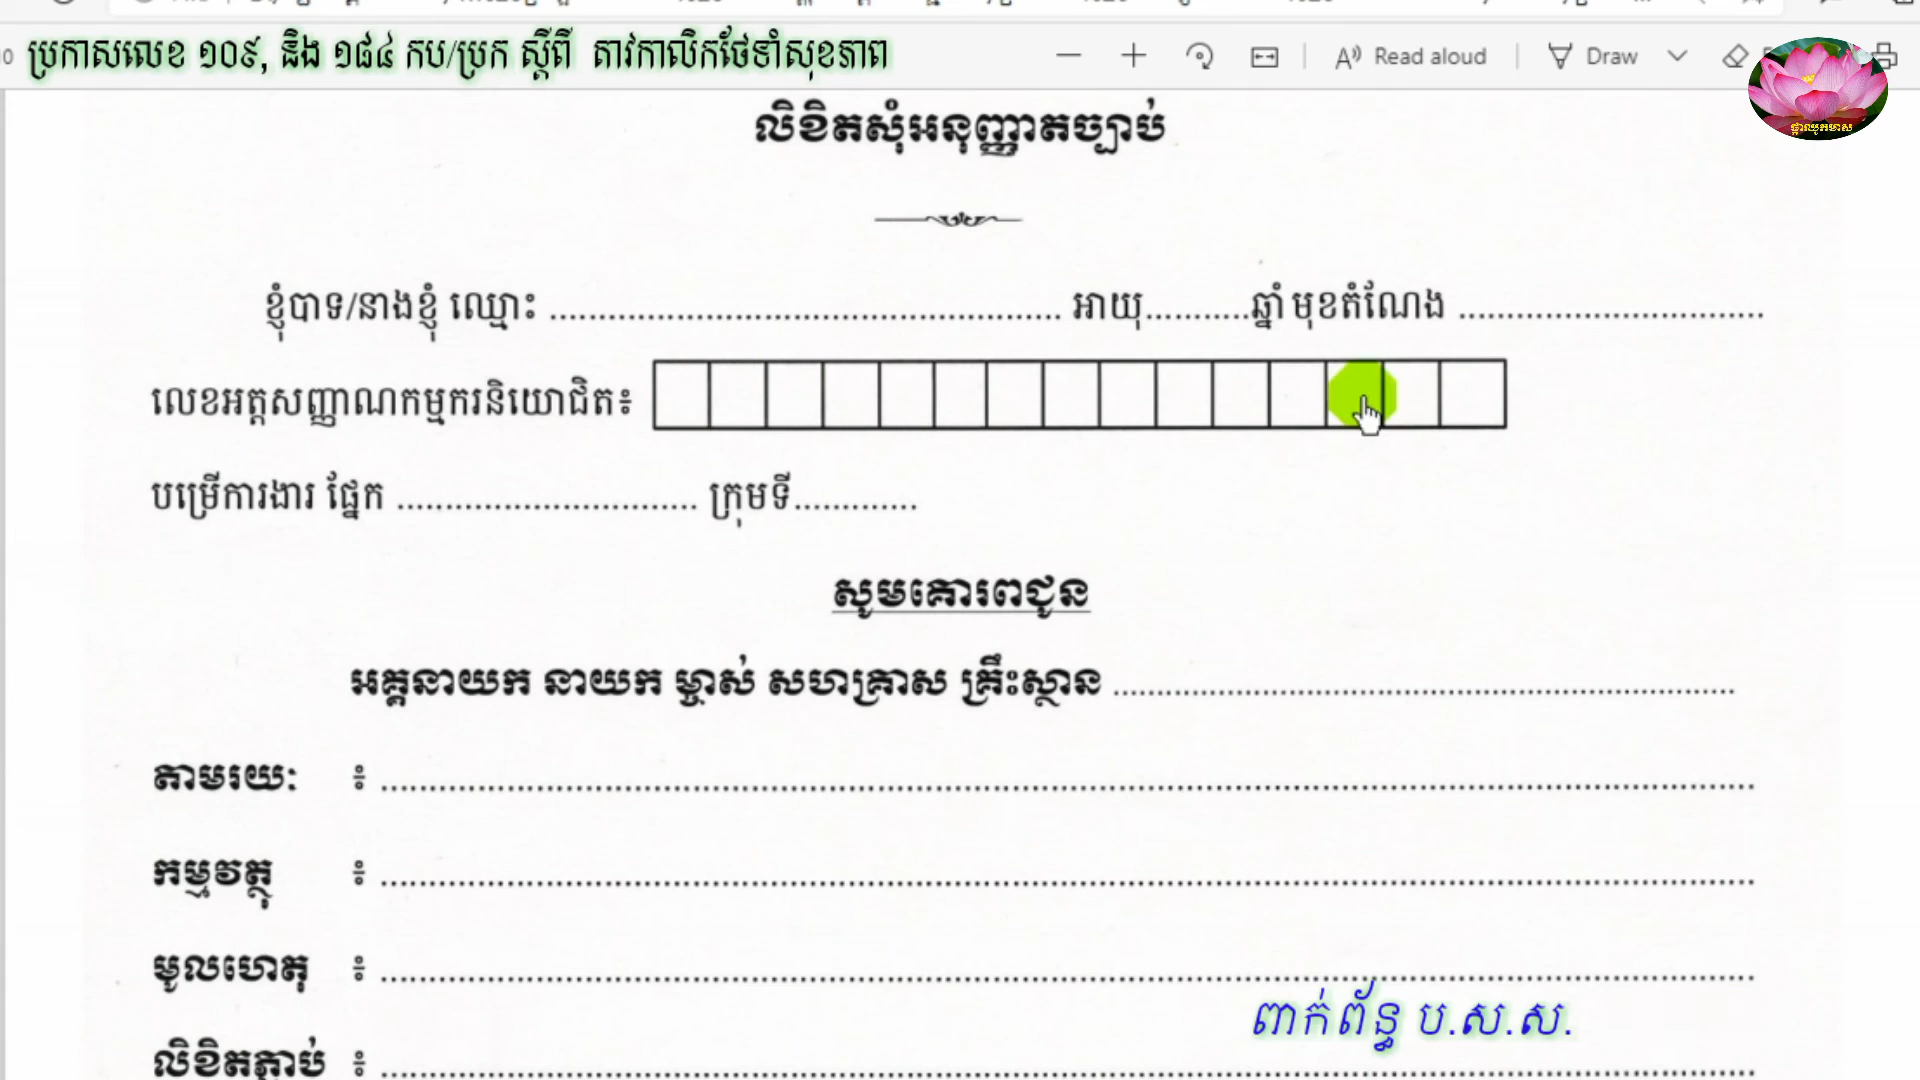 ប្រកាសលេខ ១០៩, និង ១៨៤ កប/ប្រក ស្តីពី តាវកាលិកថែទាំសុខភាព
Read aloud
Draw
ផ្កាឈូកមាស
លិខិតសុំអនុញ្ញាតច្បាប់
ខ្ញុំបាទ/នាងខ្ញុំ ឈ្មោះ ........................................................ អាយុ...........ឆ្នាំ មុខតំណែង ................................
លេខអត្តសញ្ញាណកម្មករនិយោជិត៖
បម្រើការងារ ផ្នែក ................................ ក្រុមទី.............
សូមគោរពជូន
អគ្គនាយក នាយក ម្ចាស់ សហគ្រាស គ្រឹះស្ថាន ................................................................
តាមរយៈ ៖ ................................................................
កម្មវត្ថុ ៖ ................................................................
មូលហេតុ ៖ ................................................................
ពាក់ព័ន្ធ ប.ស.ស.
លិខិតភ្ជាប់ ៖ ................................................................